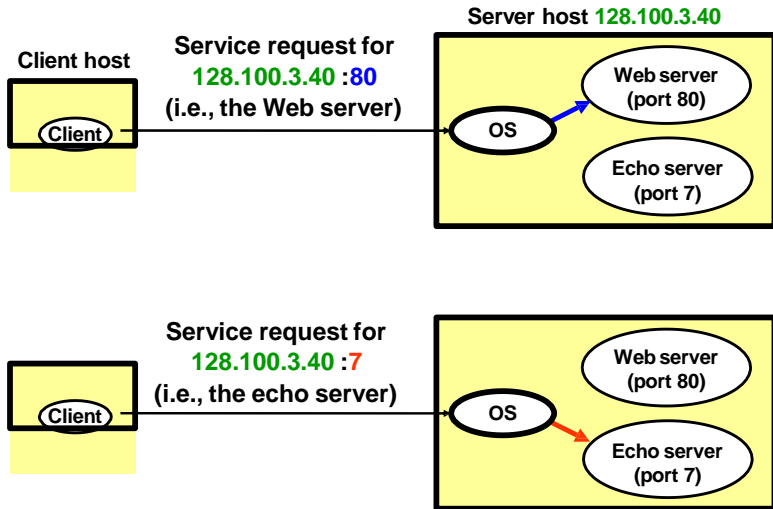 Server host 128.100.3.40
Client host
Service request for
128.100.3.40 :80
(i.e., the Web server)
Client
OS
Web server
(port 80)
Echo server
(port 7)
Service request for
128.100.3.40 :7
(i.e., the echo server)
Client
OS
Web server
(port 80)
Echo server
(port 7)